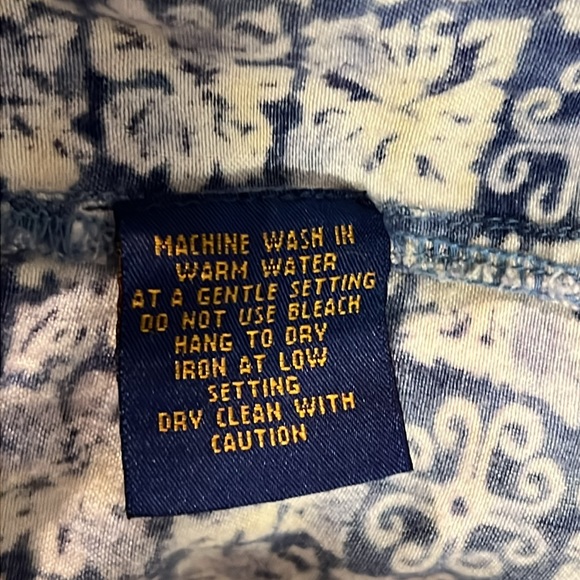 MACHINE WASH IN
WARM WATER
AT A GENTLE SETTING
DO NOT USE BLEACH
HANG TO DRY
IRON AT LOW
SETTING
DRY CLEAN WITH
CAUTION